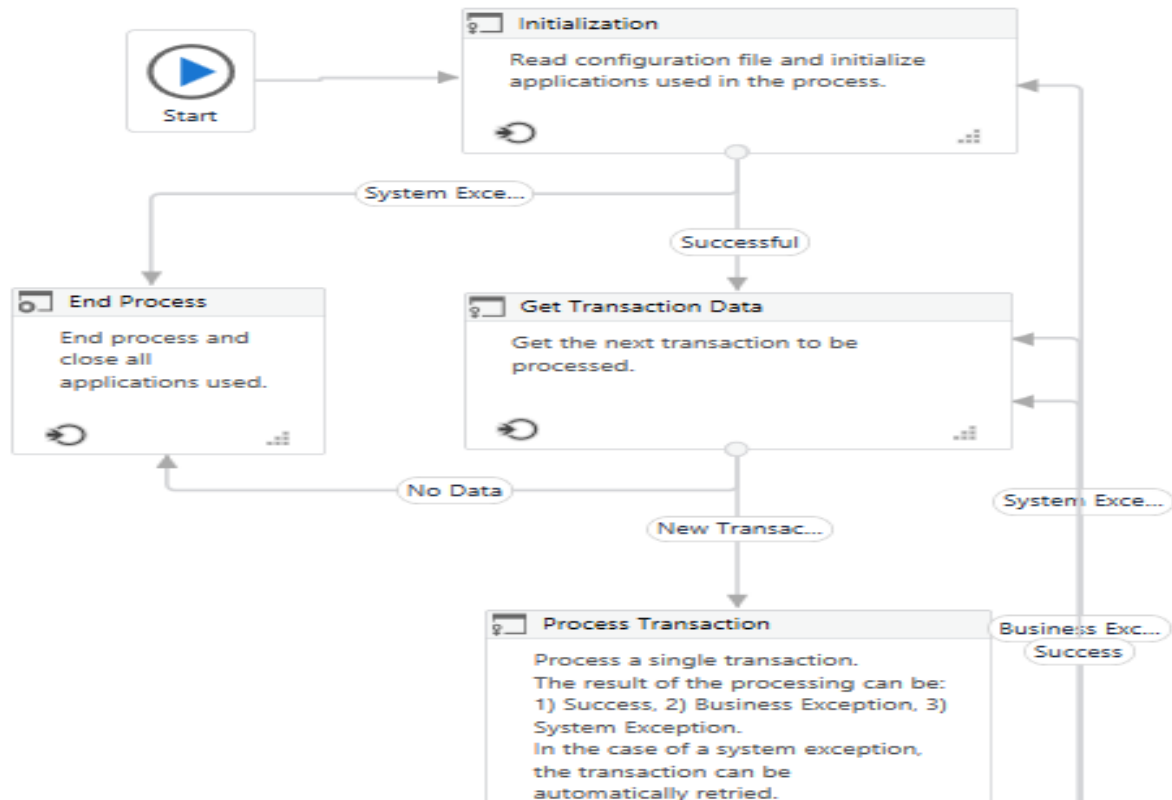 Initialization
Read configuration file and initialize
applications used in the process.
Start
System Exce...
Successful
End Process
End process and
close all
applications used.
Get Transaction Data
Get the next transaction to be
processed.
No Data
New Transac...
System Exce...
Process Transaction
Process a single transaction.
The result of the processing can be:
1) Success, 2) Business Exception, 3)
System Exception.
In the case of a system exception,
the transaction can be
automatically retried.
Business Exc...
Success